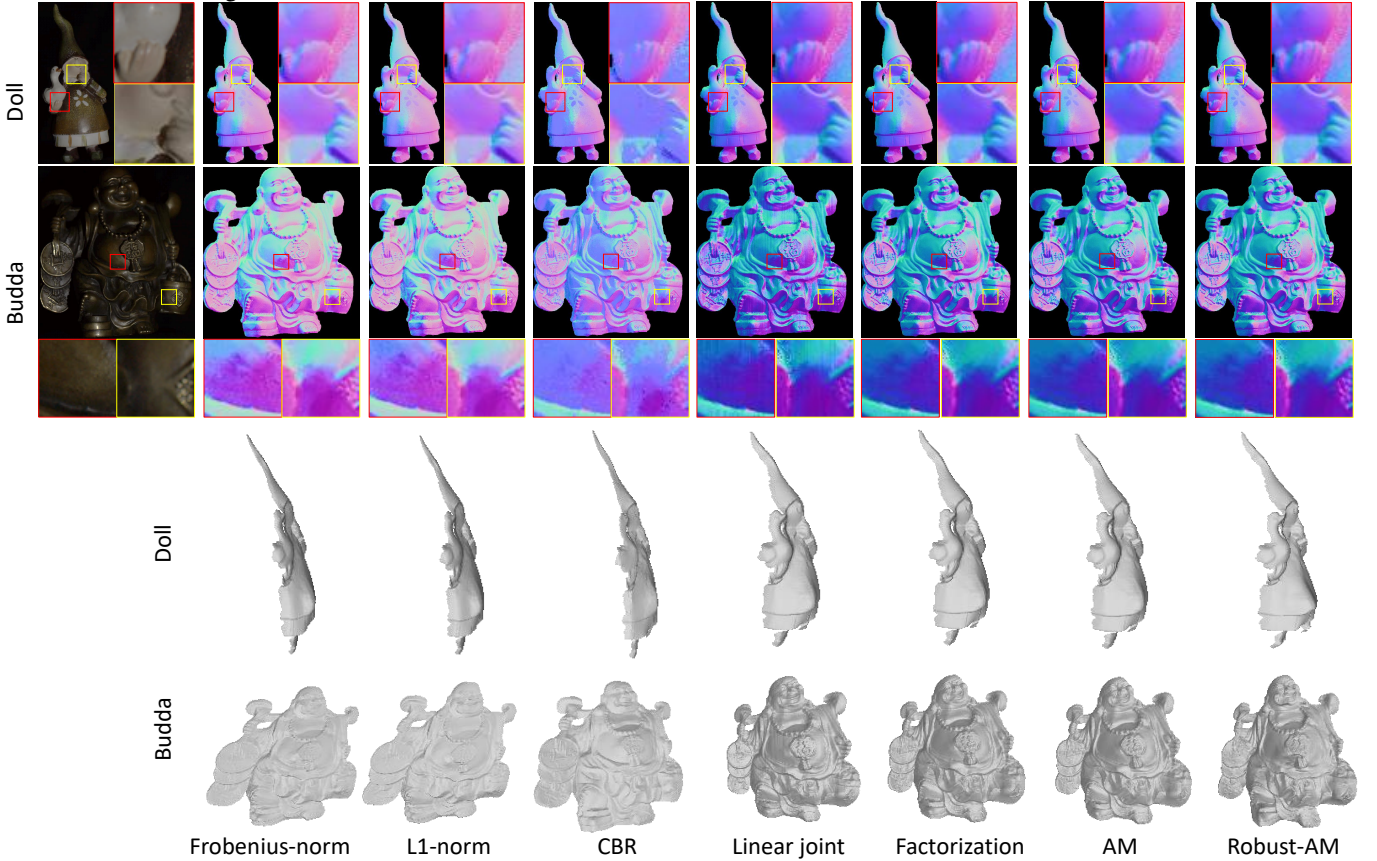 Doll
Budda
Doll
Budda
Frobenius-norm L1-norm CBR Linear joint Factorization AM Robust-AM